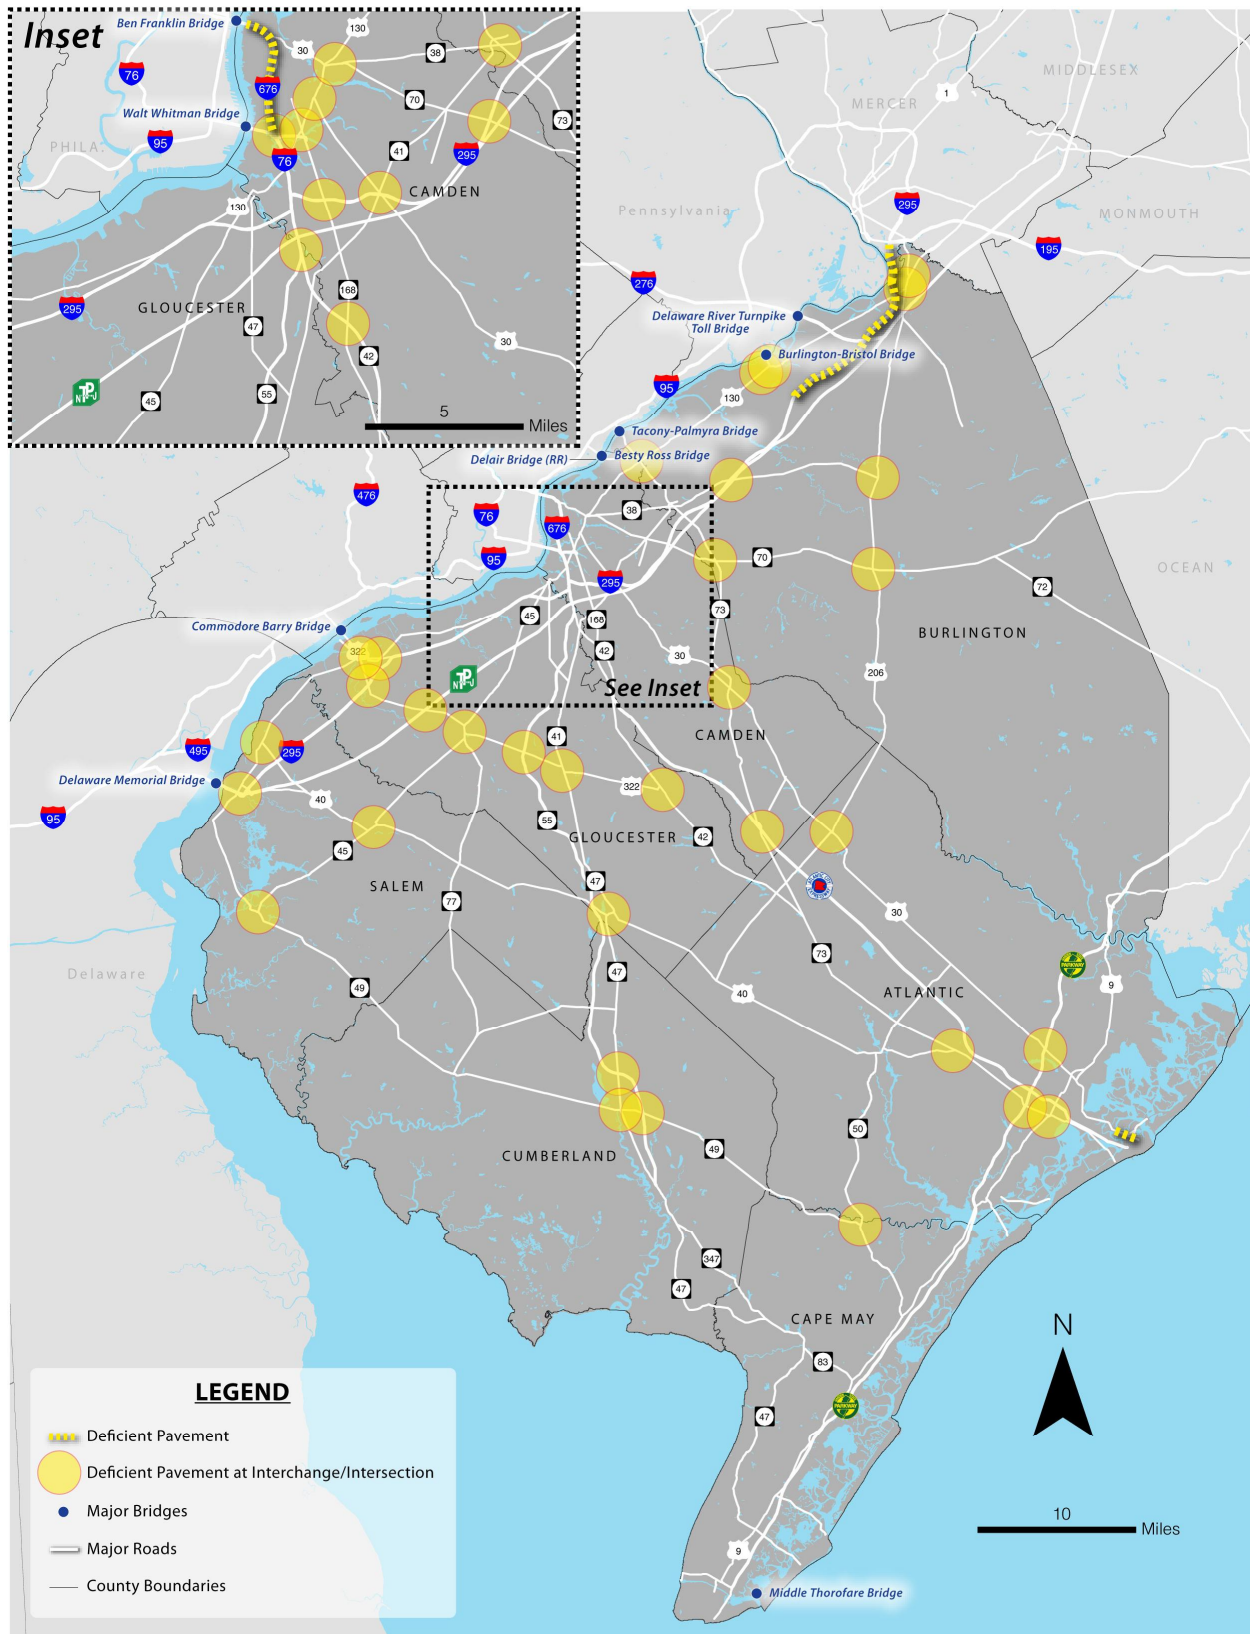 Inset
Ben Franklin Bridge
130
30
38
76
676
70
Walt Whitman Bridge
73
95
PHILA.
41
295
76
CAMDEN
130
168
295
GLOUCESTER
47
30
42
NTPJ
45
55
5
Miles
MIDDLESEX
MERCER
1
Pennsylvania
295
MONMOUTH
195
276
Delaware River Turnpike
Toll Bridge
Burlington-Bristol Bridge
95
130
Tacony-Palmyra Bridge
Delair Bridge (RR)
Besty Ross Bridge
476
76
38
676
95
70
OCEAN
295
72
45
168
73
Commodore Barry Bridge
BURLINGTON
42
322
30
206
NTPJ
See Inset
CAMDEN
41
495
295
Delaware Memorial Bridge
322
40
95
55
GLOUCESTER
42
45
SALEM
47
77
30
73
Delaware
47
PARKWAY
49
40
ATLANTIC
9
50
49
CUMBERLAND
347
47
CAPE MAY
N
83
PARKWAY
47
LEGEND
Deficient Pavement
Deficient Pavement at Interchange/Intersection
Major Bridges
10
Miles
Major Roads
9
County Boundaries
Middle Thorofare Bridge